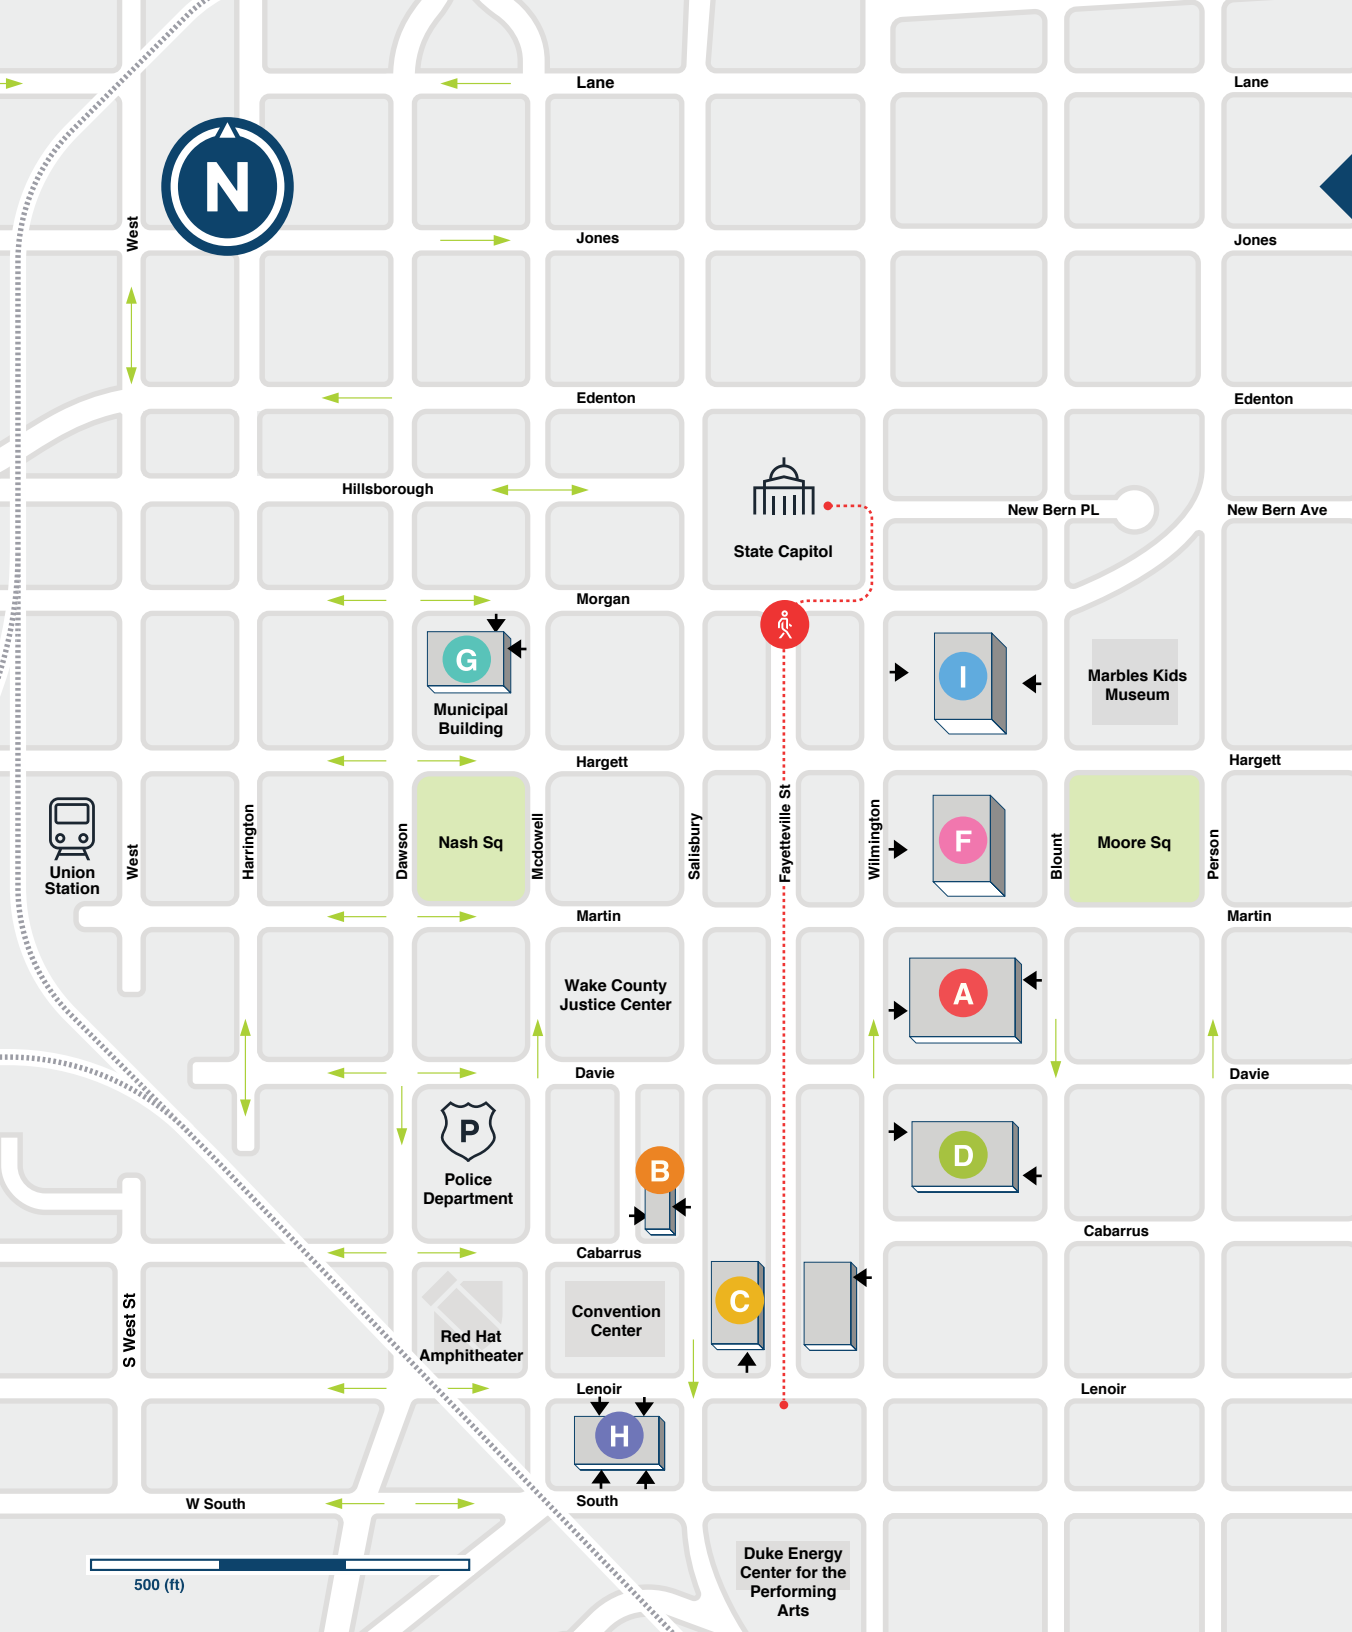 Lane
Lane
N
West
Jones
Jones
Edenton
Edenton
Hillsborough
New Bern PL
New Bern Ave
State Capitol
Morgan
G
Municipal
Building
I
Marbles Kids
Museum
Hargett
Hargett
Union
Station
West
Harrington
Dawson
Nash Sq
Mcdowell
Salisbury
Fayetteville St
Wilmington
F
Blount
Moore Sq
Person
Martin
Martin
Wake County
Justice Center
A
Davie
Davie
P
Police
Department
B
D
Cabarrus
Cabarrus
S West St
Red Hat
Amphitheater
Convention
Center
C
Lenoir
Lenoir
H
W South
South
500 (ft)
Duke Energy
Center for the
Performing
Arts